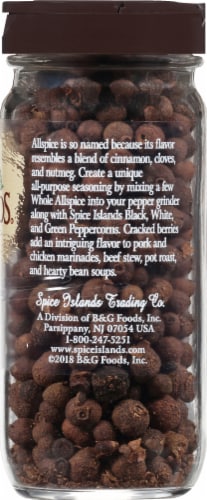 Allspice is so named because its flavor
resembles a blend of cinnamon, cloves,
and nutmeg. Create a unique
all-purpose seasoning by mixing a few
Whole Allspice into your pepper grinder
along with Spice Islands Black, White,
and Green Peppercorns. Cracked berries
add an intriguing flavor to pork and
chicken marinades, beef stew, pot roast,
and hearty bean soups.
Spice Islands Trading Co.
A Division of B&G Foods, Inc.
Parsippany, NJ 07054 USA
1-800-247-5251
www.spiceislands.com
©2018 B&G Foods, Inc.